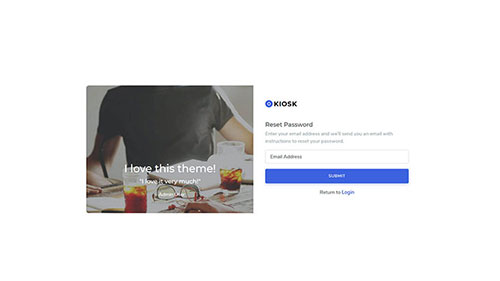 I love this theme!
"I love it very much!"
KIOSK
Reset Password
Enter your email address and we'll send you an email with
instructions to reset your password.
Email Address
SUBMIT
Return to Login